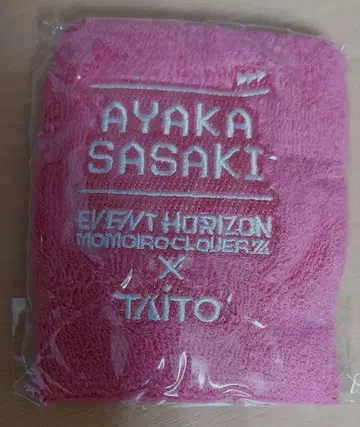 AYAKA
SASAKI
EVENT HORIZON
MOMOIRO CLOVER Z
×
TAITO